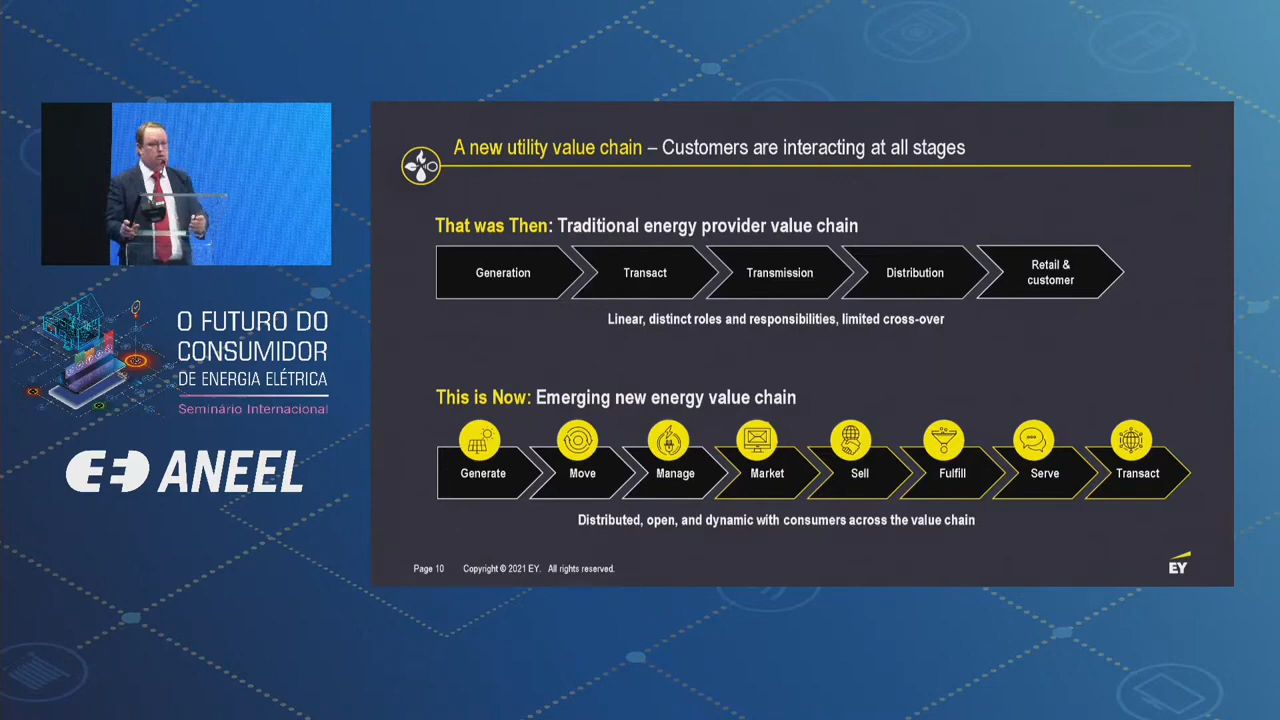 A new utility value chain – Customers are interacting at all stages
That was Then: Traditional energy provider value chain
Generation
Transact
Transmission
Distribution
Retail &
customer
Linear, distinct roles and responsibilities, limited cross-over
This is Now: Emerging new energy value chain
Generate
Move
Manage
Market
Sell
Fulfill
Serve
Transact
Distributed, open, and dynamic with consumers across the value chain
Page 10 Copyright © 2021 EY. All rights reserved.
EY
O FUTURO DO
CONSUMIDOR
DE ENERGIA ELÉTRICA
Seminário Internacional
ANEEL